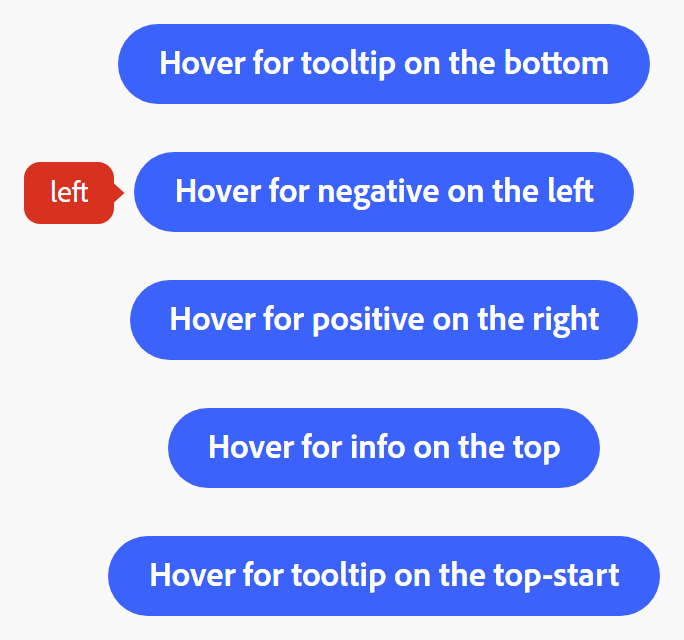 Hover for tooltip on the bottom
left
Hover for negative on the left
Hover for positive on the right
Hover for info on the top
Hover for tooltip on the top-start